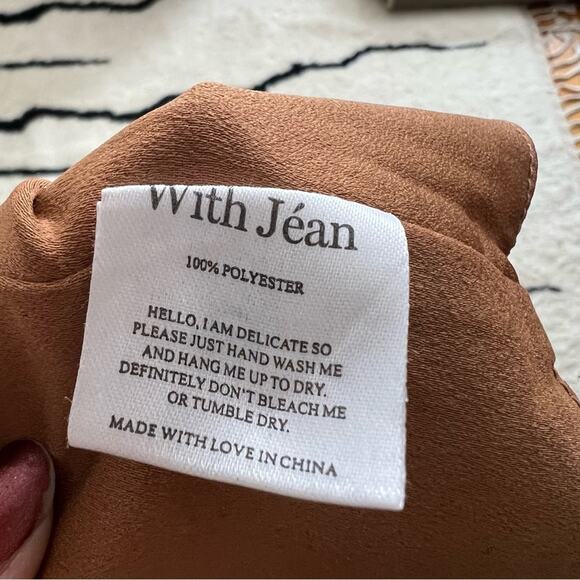 With Jéan
100% POLYESTER
HELLO, I AM DELICATE SO
PLEASE JUST HAND WASH ME
AND HANG ME UP TO DRY.
DEFINITELY DON'T BLEACH ME
OR TUMBLE DRY.
MADE WITH LOVE IN CHINA